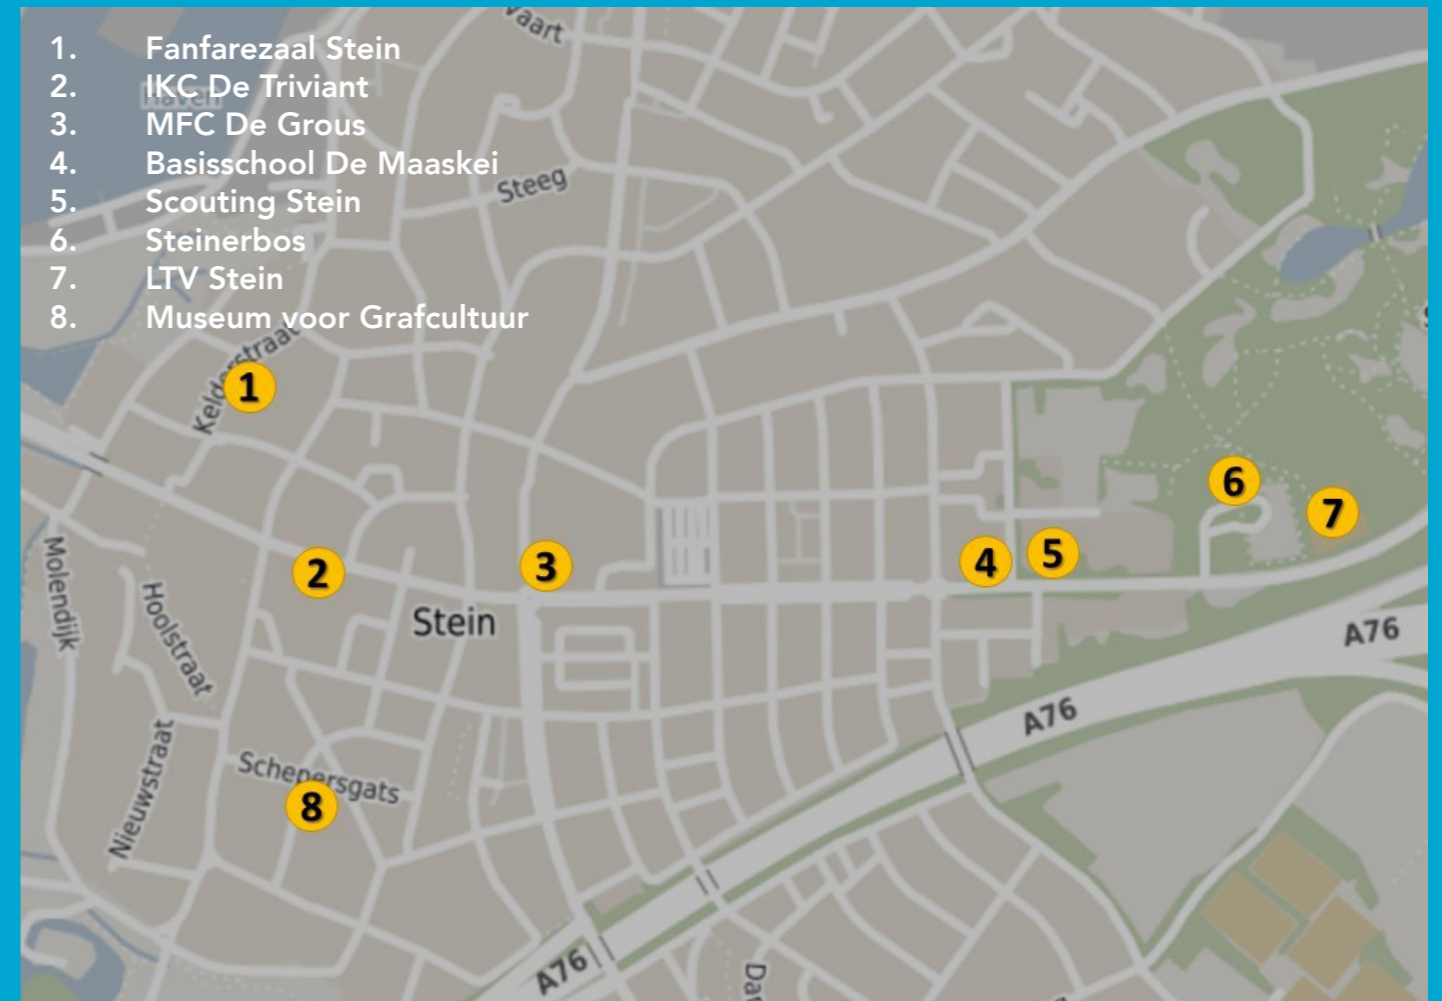 1. Fanfarezaal Stein
2. IKC De Triviant
3. MFC De Grous
4. Basisschool De Maaskei
5. Scouting Stein
6. Steinerbos
7. LTV Stein
8. Museum voor Grafcultuur
vaart
haven
Steeg
Kelderstraat
1
6
7
2
3
4
5
Molendijk
Hoolstraat
Stein
A76
A76
Nieuwstraat
Schepersgats
8
A76